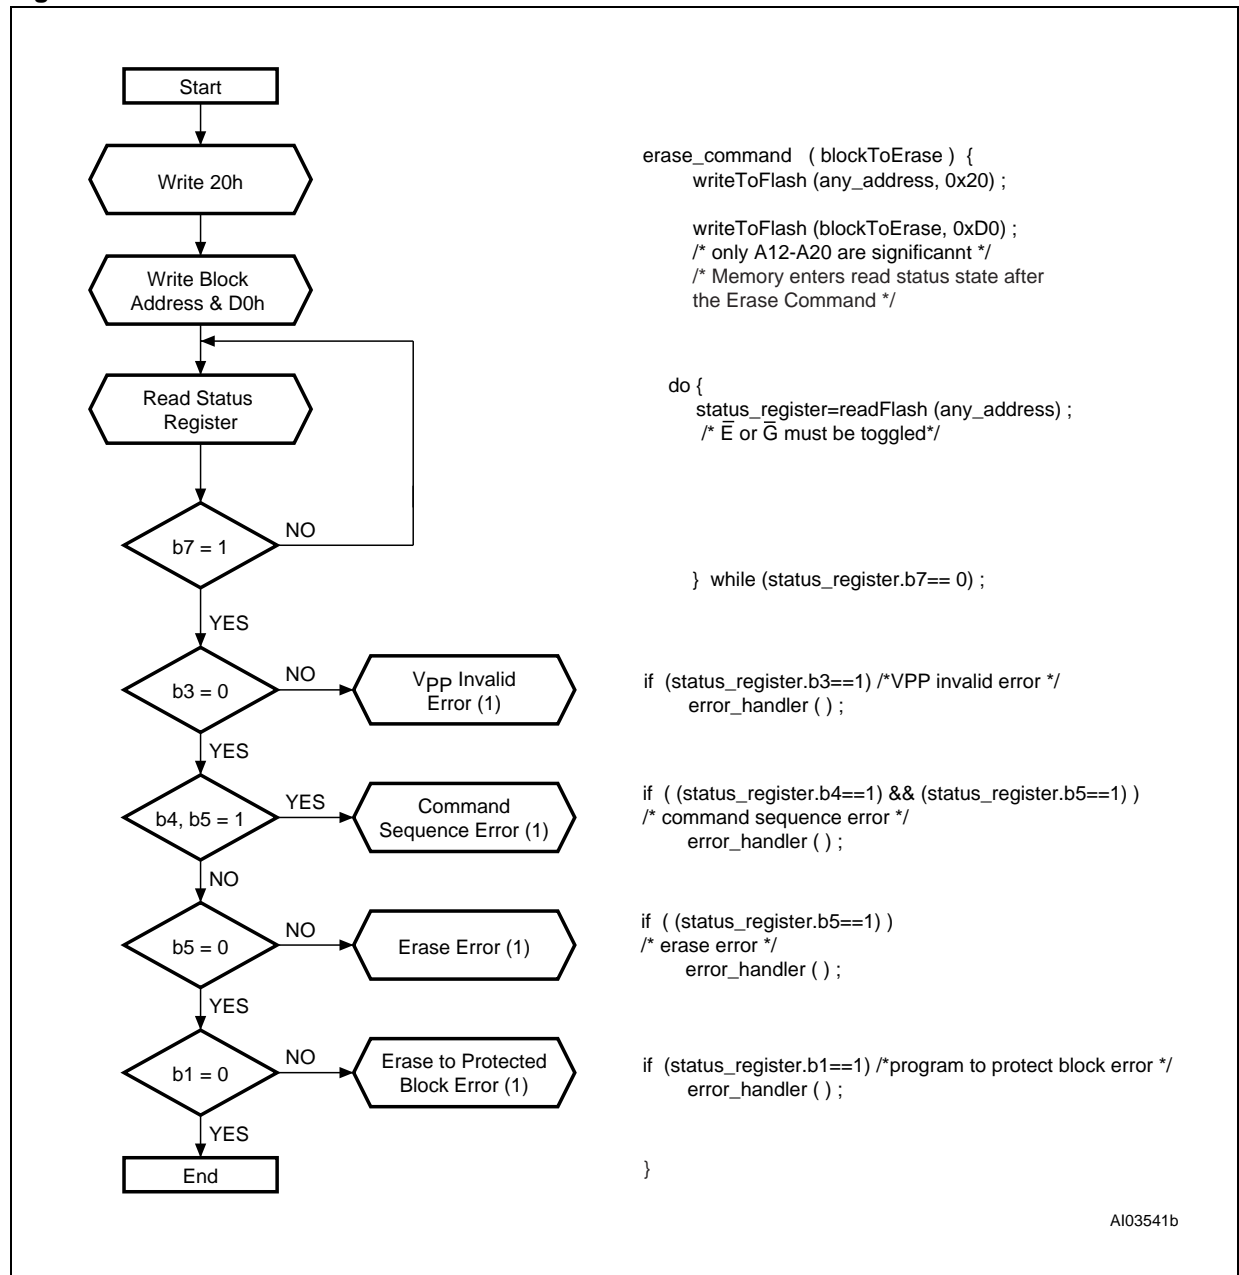 Start
Write 20h
Write Block
Address & D0h
Read Status
Register
b7 = 1
NO
YES
b3 = 0
NO
VPP Invalid
Error (1)
YES
b4, b5 = 1
YES
Command
Sequence Error (1)
NO
b5 = 0
NO
Erase Error (1)
YES
b1 = 0
NO
Erase to Protected
Block Error (1)
YES
End
erase_command ( blockToErase ) {
writeToFlash (any_address, 0x20) ;
writeToFlash (blockToErase, 0xD0) ;
/* only A12-A20 are significannt */
/* Memory enters read status state after
the Erase Command */
do {
status_register=readFlash (any_address) ;
/* E̅ or G̅ must be toggled*/
} while (status_register.b7== 0) ;
if (status_register.b3==1) /*VPP invalid error */
error_handler ( ) ;
if ( (status_register.b4==1) && (status_register.b5==1) )
/* command sequence error */
error_handler ( ) ;
if ( (status_register.b5==1) )
/* erase error */
error_handler ( ) ;
if (status_register.b1==1) /*program to protect block error */
error_handler ( ) ;
}
AI03541b